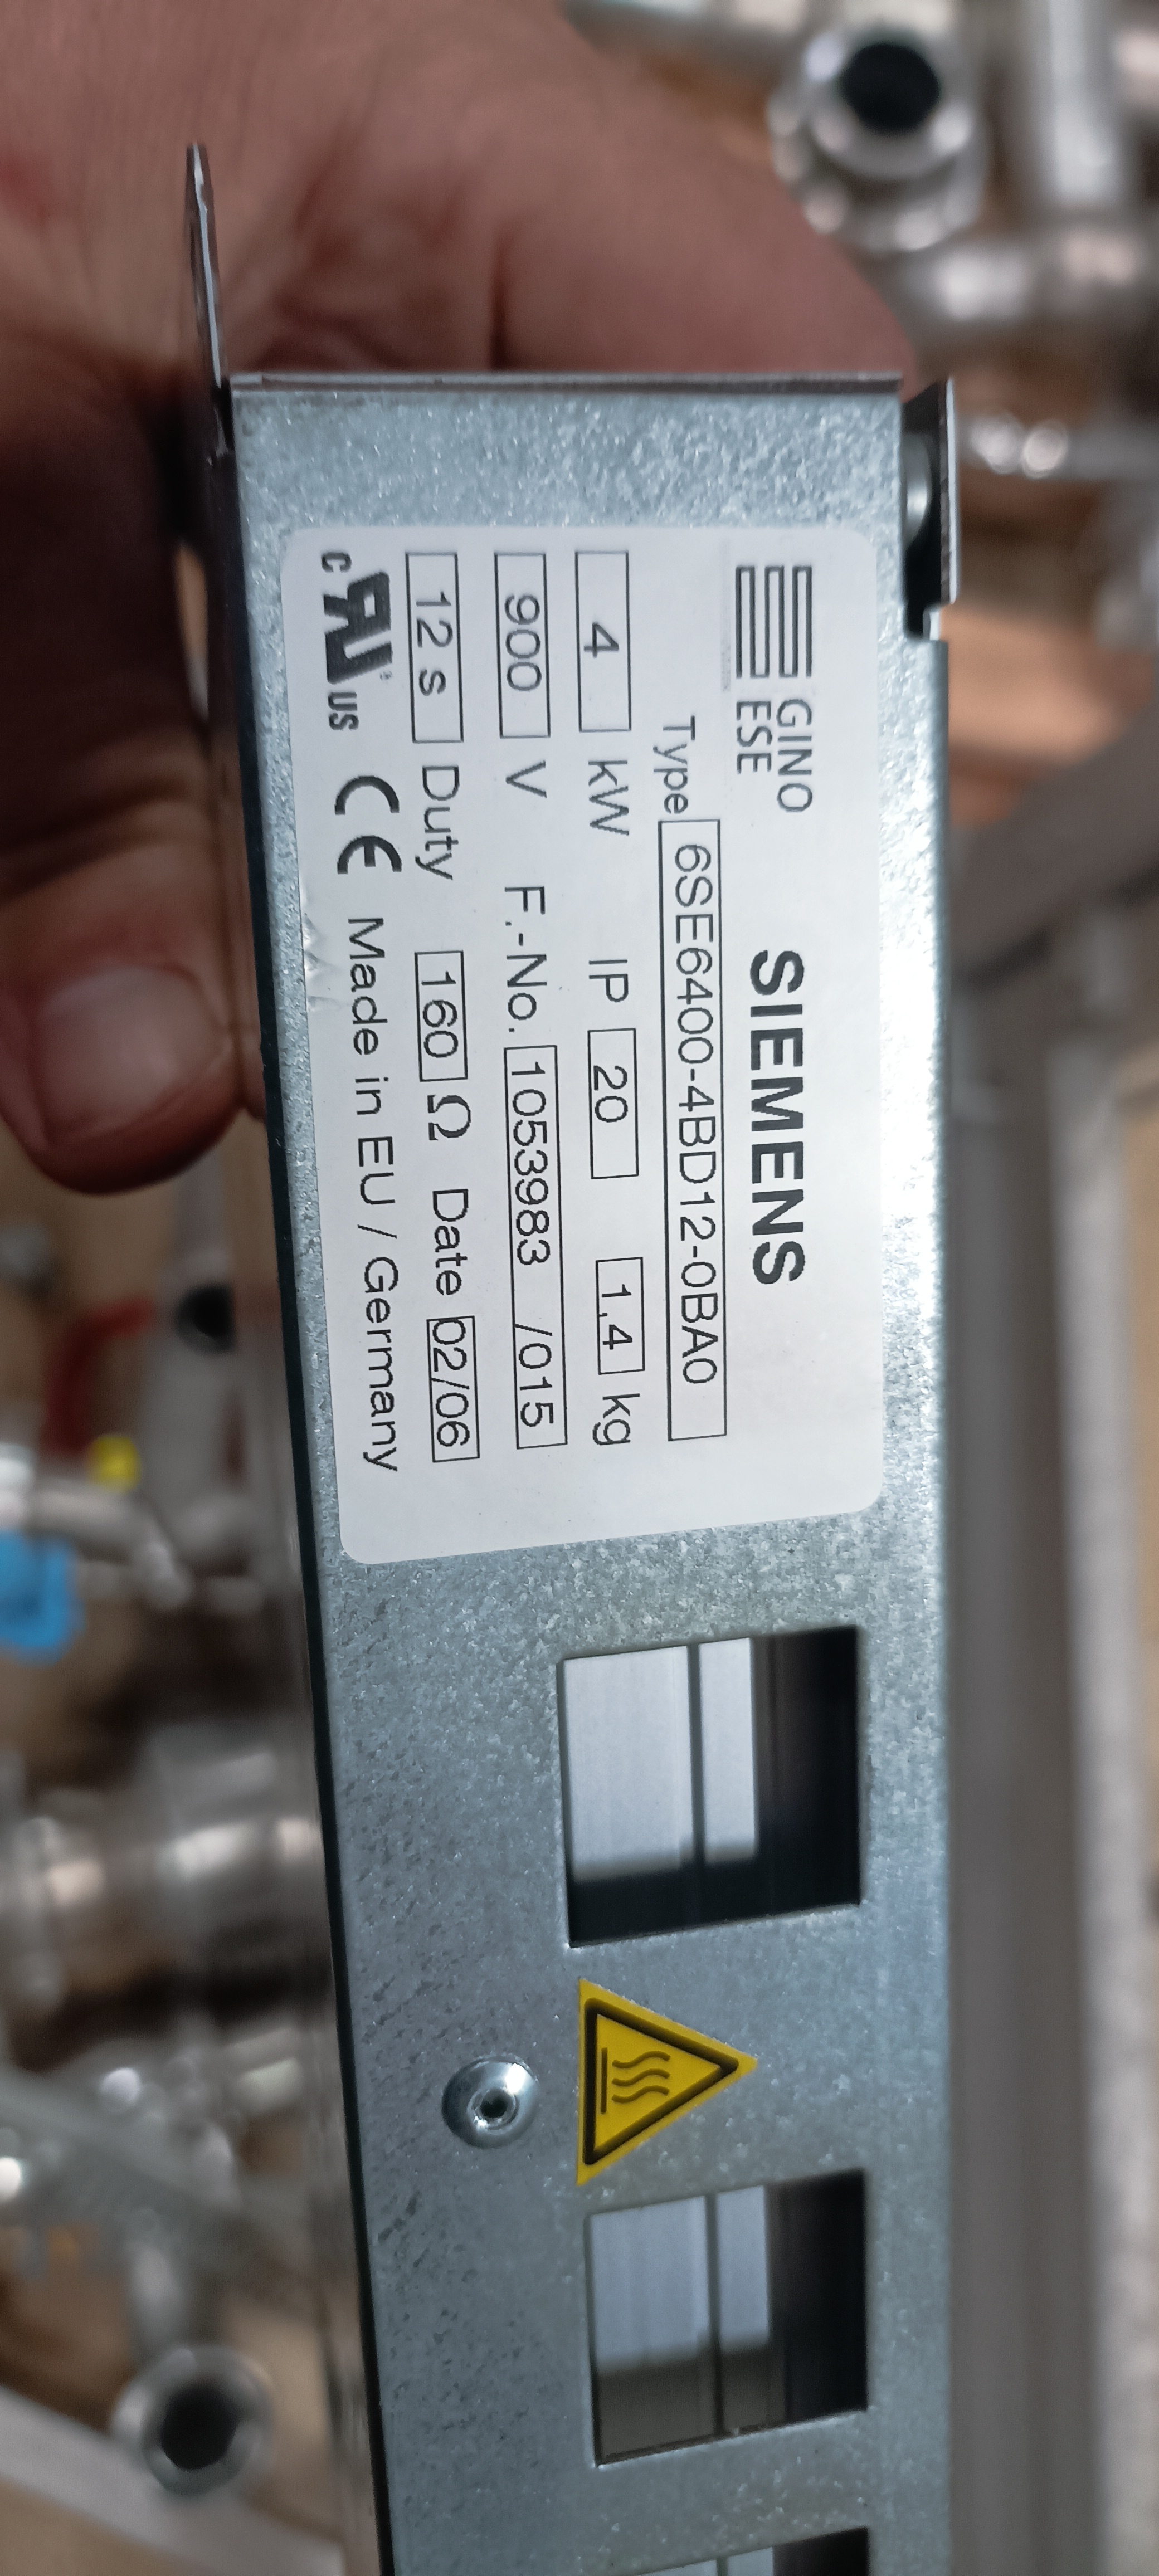 GINO
ESE SIEMENS
Type 6SE6400-4BD12-0BA0
4 kW IP 20 1,4 kg
900 V F.-No. 1053983 /015
12 s Duty 160 Ω Date 02/06
c RU US CE Made in EU / Germany